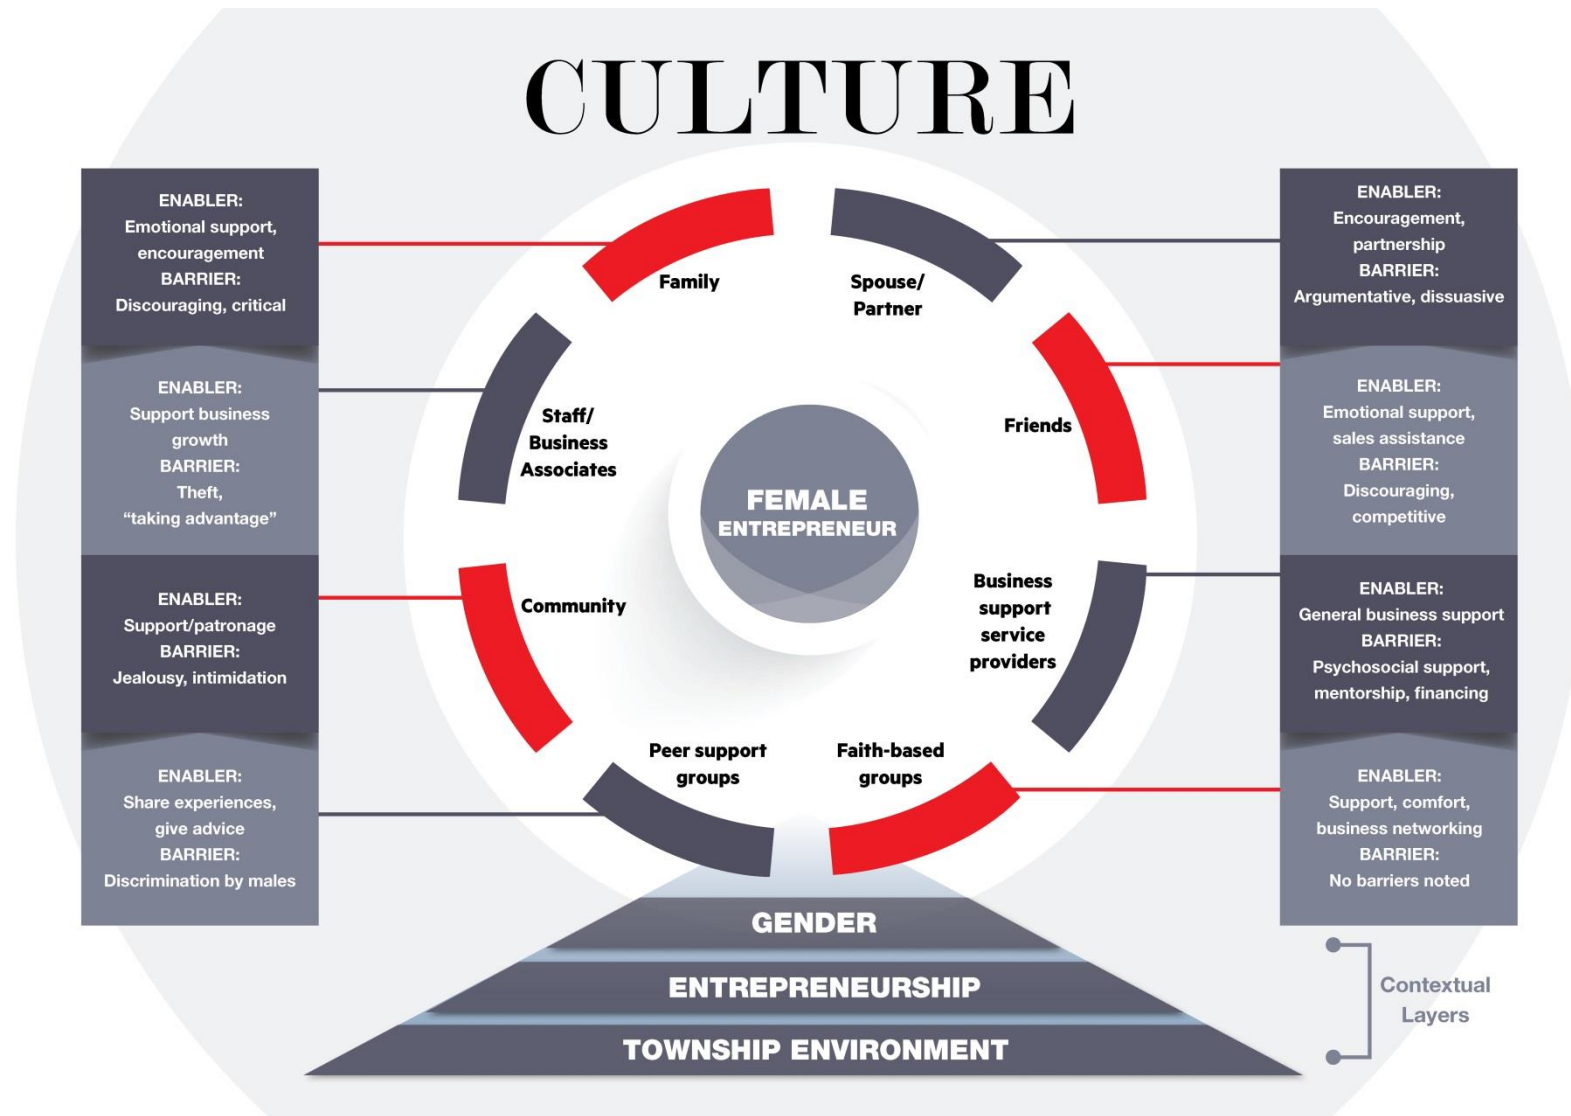 CULTURE
ENABLER:
Emotional support,
encouragement
BARRIER:
Discouraging, critical
ENABLER:
Support business
growth
BARRIER:
Theft,
“taking advantage”
ENABLER:
Support/patronage
BARRIER:
Jealousy, intimidation
ENABLER:
Share experiences,
give advice
BARRIER:
Discrimination by males
Family
Spouse/
Partner
Staff/
Business
Associates
Friends
FEMALE
ENTREPRENEUR
Community
Business
support
service
providers
Peer support
groups
Faith-based
groups
ENABLER:
Encouragement,
partnership
BARRIER:
Argumentative, dissuasive
ENABLER:
Emotional support,
sales assistance
BARRIER:
Discouraging,
competitive
ENABLER:
General business support
BARRIER:
Psychosocial support,
mentorship, financing
ENABLER:
Support, comfort,
business networking
BARRIER:
No barriers noted
GENDER
ENTREPRENEURSHIP
TOWNSHIP ENVIRONMENT
Contextual
Layers